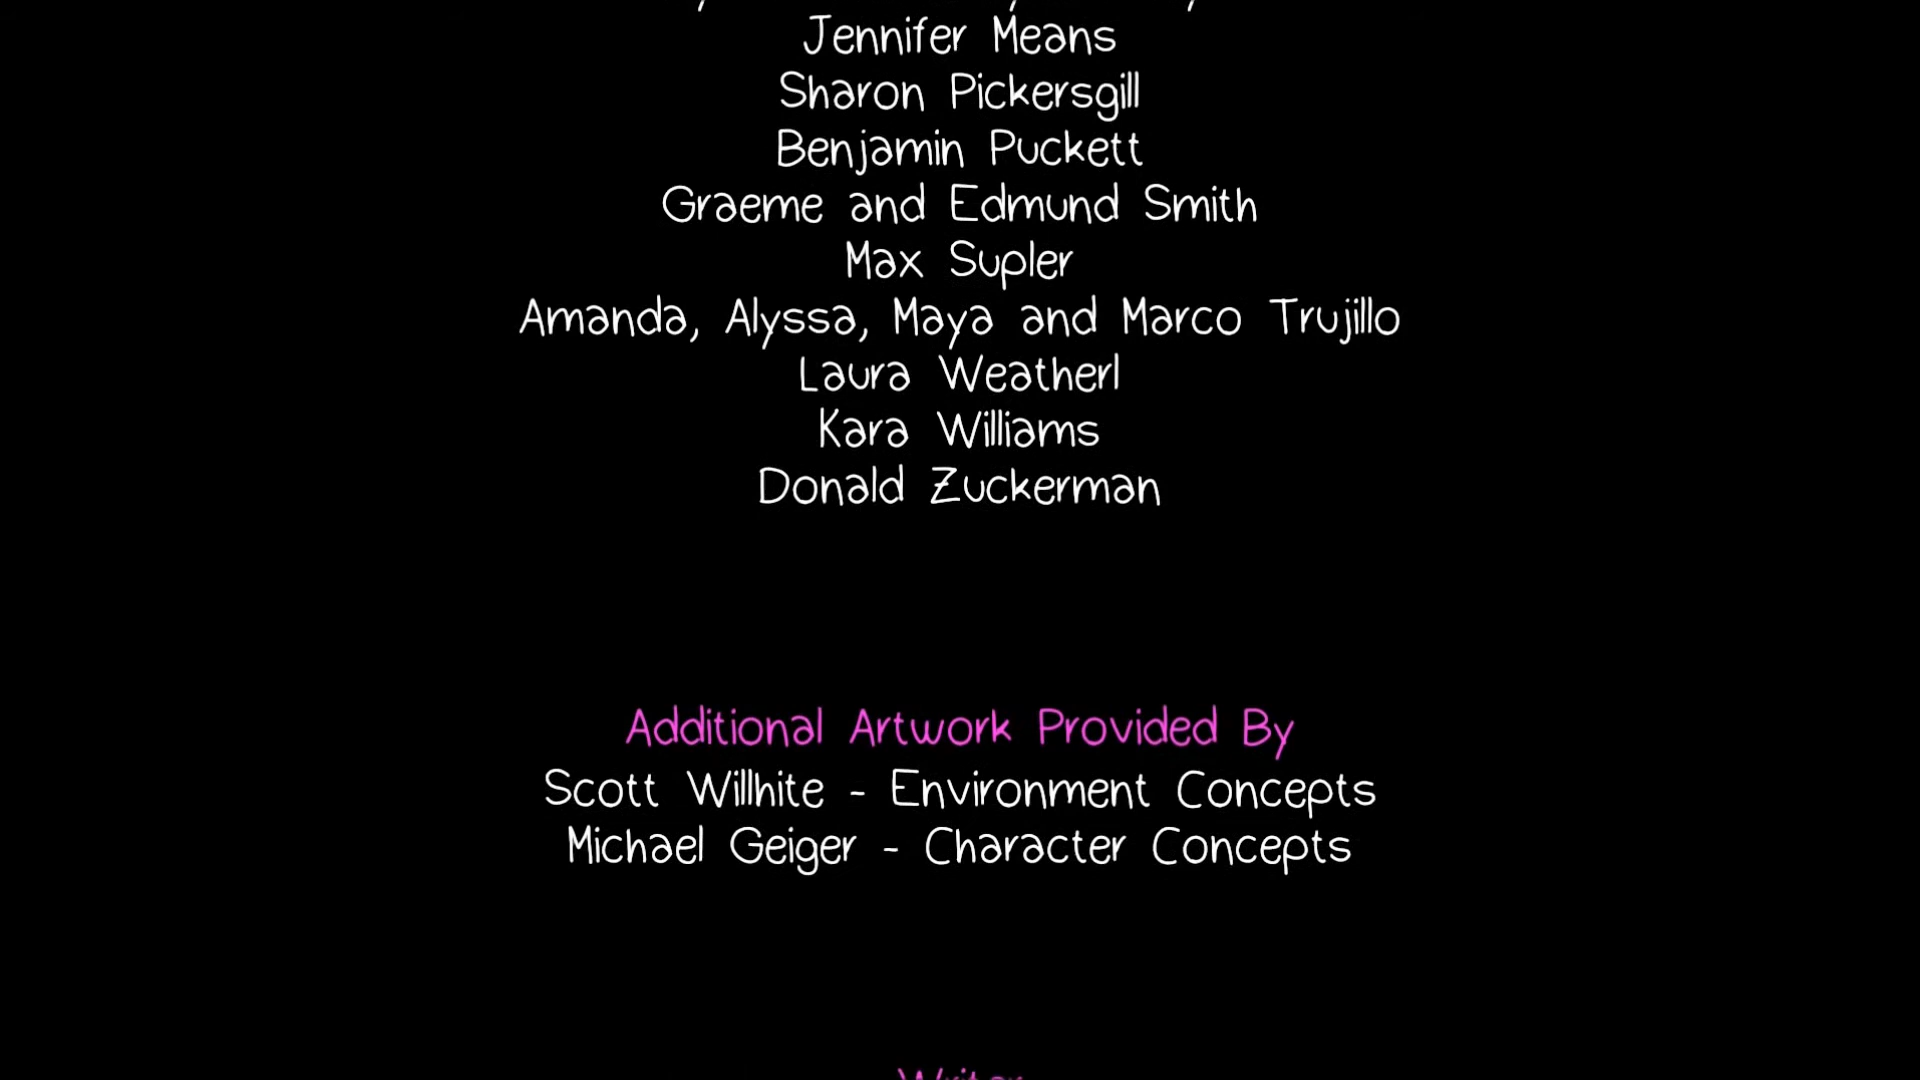 Jennifer Means
Sharon Pickersgill
Benjamin Puckett
Graeme and Edmund Smith
Max Supler
Amanda, Alyssa, Maya and Marco Trujillo
Laura Weatherl
Kara Williams
Donald Zuckerman
Additional Artwork Provided By
Scott Willhite - Environment Concepts
Michael Geiger - Character Concepts
Writer